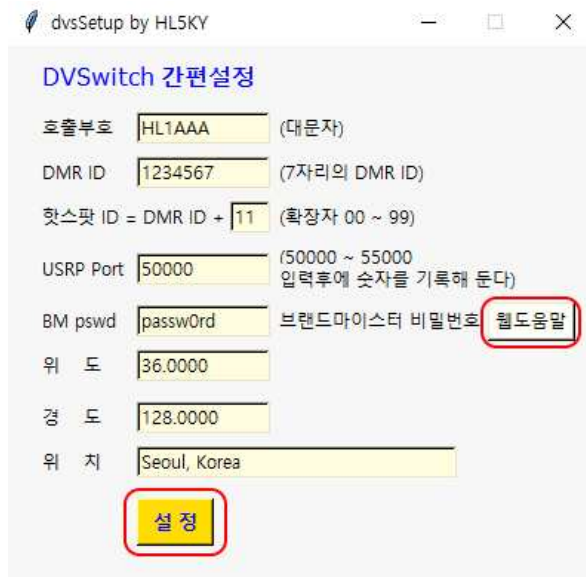 dvsSetup by HL5KY
DVSwitch 간편설정
호출부호 HL1AAA (대문자)
DMR ID 1234567 (7자리의 DMR ID)
핫스팟 ID = DMR ID + 11 (확장자 00 ~ 99)
USRP Port 50000 (50000 ~ 55000
입력후에 숫자를 기록해 둔다)
BM pswd passw0rd 브랜드마이스터 비밀번호 웹도움말
위 도 36.0000
경 도 128.0000
위 치 Seoul, Korea
설 정